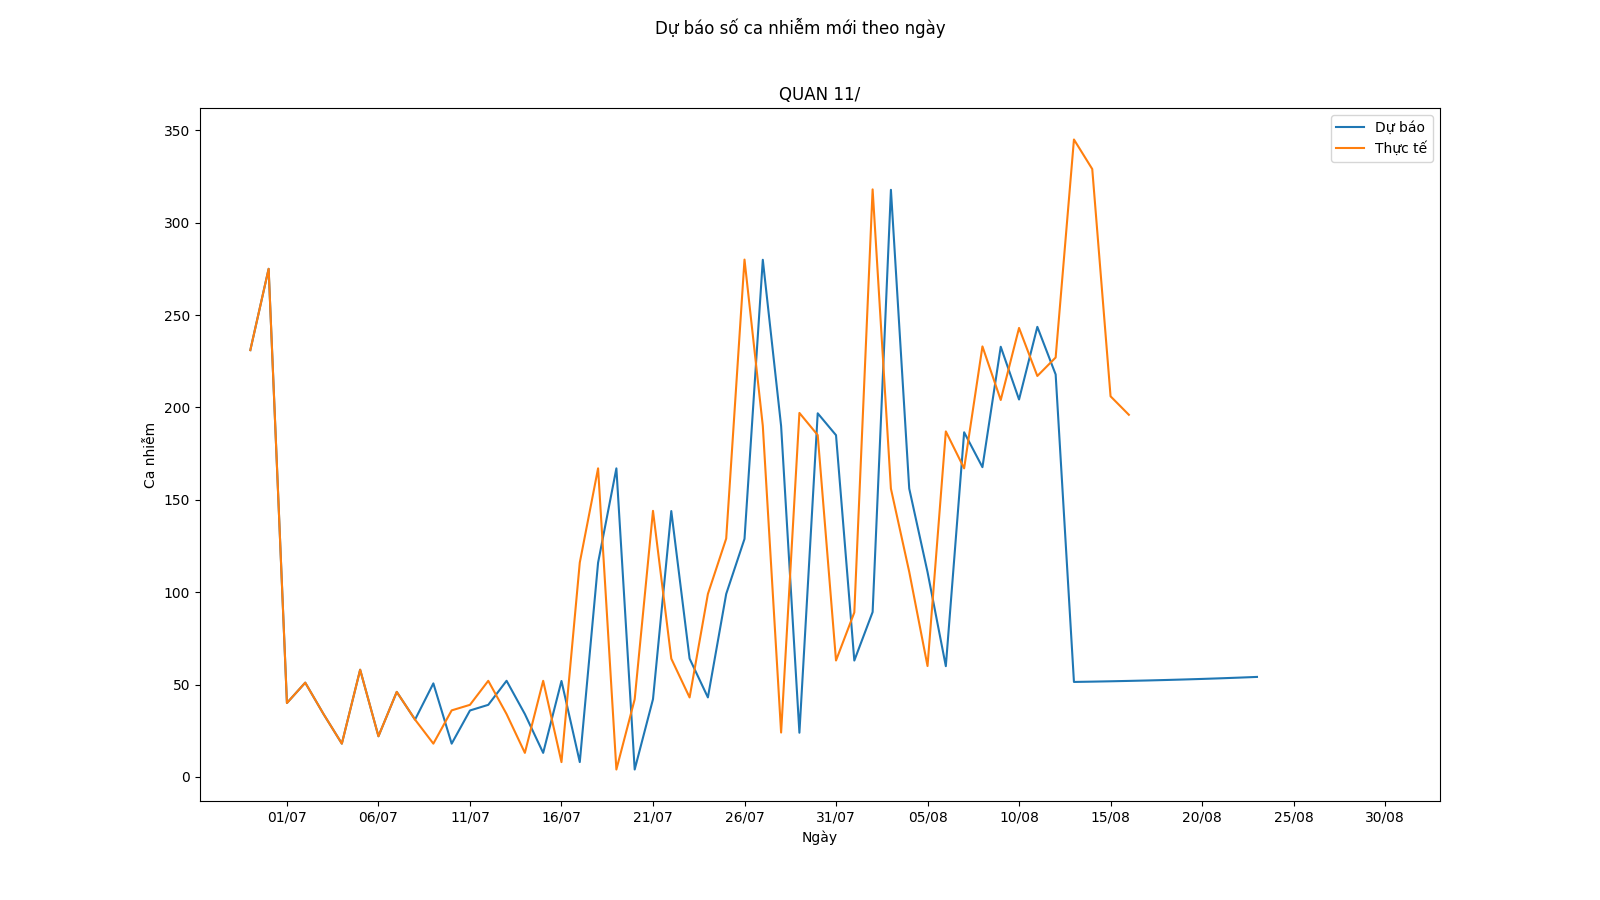 Dự báo số ca nhiễm mới theo ngày
QUAN 11/
Dự báo
Thực tế
350
300
250
200
150
100
50
0
Ca nhiễm
01/07 06/07 11/07 16/07 21/07 26/07 31/07 05/08 10/08 15/08 20/08 25/08 30/08
Ngày